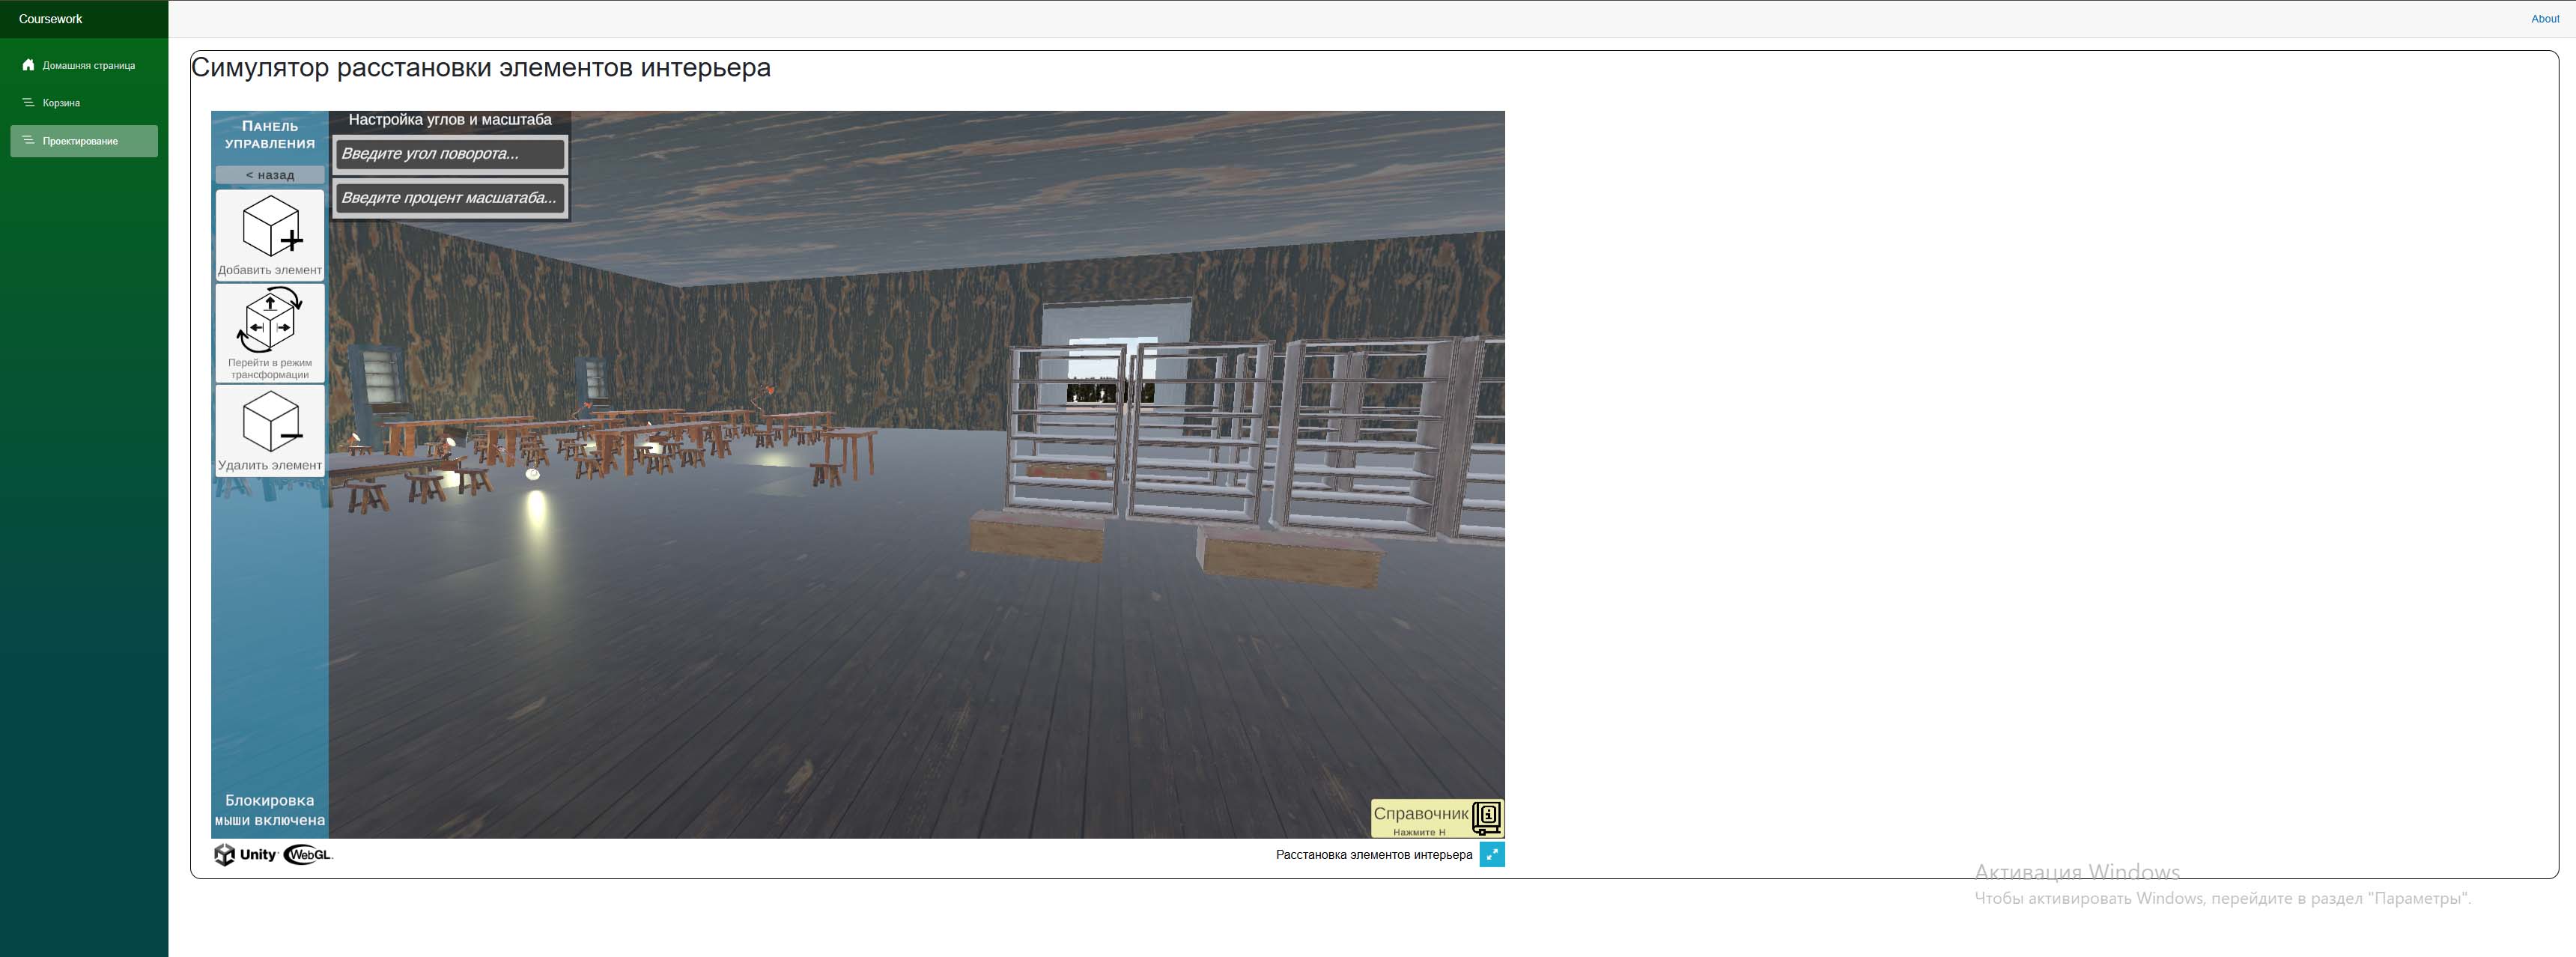 Coursework
About
Домашняя страница
Корзина
Проектирование
Симулятор расстановки элементов интерьера
Панель
управления
< назад
Добавить элемент
Перейти в режим
трансформации
Удалить элемент
Блокировка
мыши включена
Настройка углов и масштаба
Введите угол поворота...
Введите процент масшатаба...
Справочник
Нажмите H
Unity
WebGL
Расстановка элементов интерьера
Активация Windows
Чтобы активировать Windows, перейдите в раздел "Параметры".